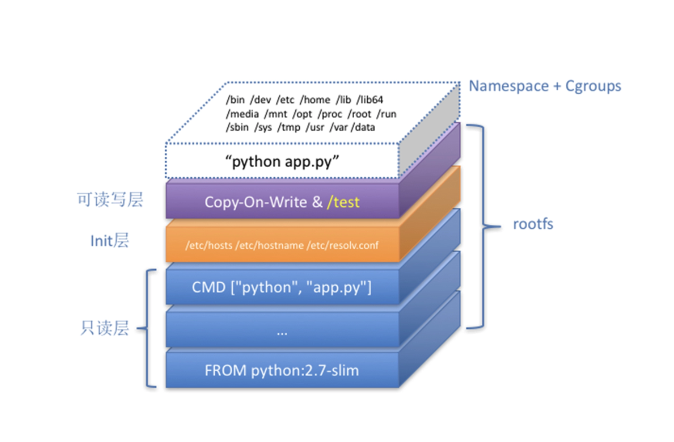 Namespace + Cgroups
/bin /dev /etc /home /lib /lib64
/media /mnt /opt /proc /root /run
/sbin /sys /tmp /usr /var /data
“python app.py”
可读写层
Copy-On-Write & /test
Init层
/etc/hosts /etc/hostname /etc/resolv.conf
rootfs
CMD ["python", "app.py"]
只读层
...
FROM python:2.7-slim